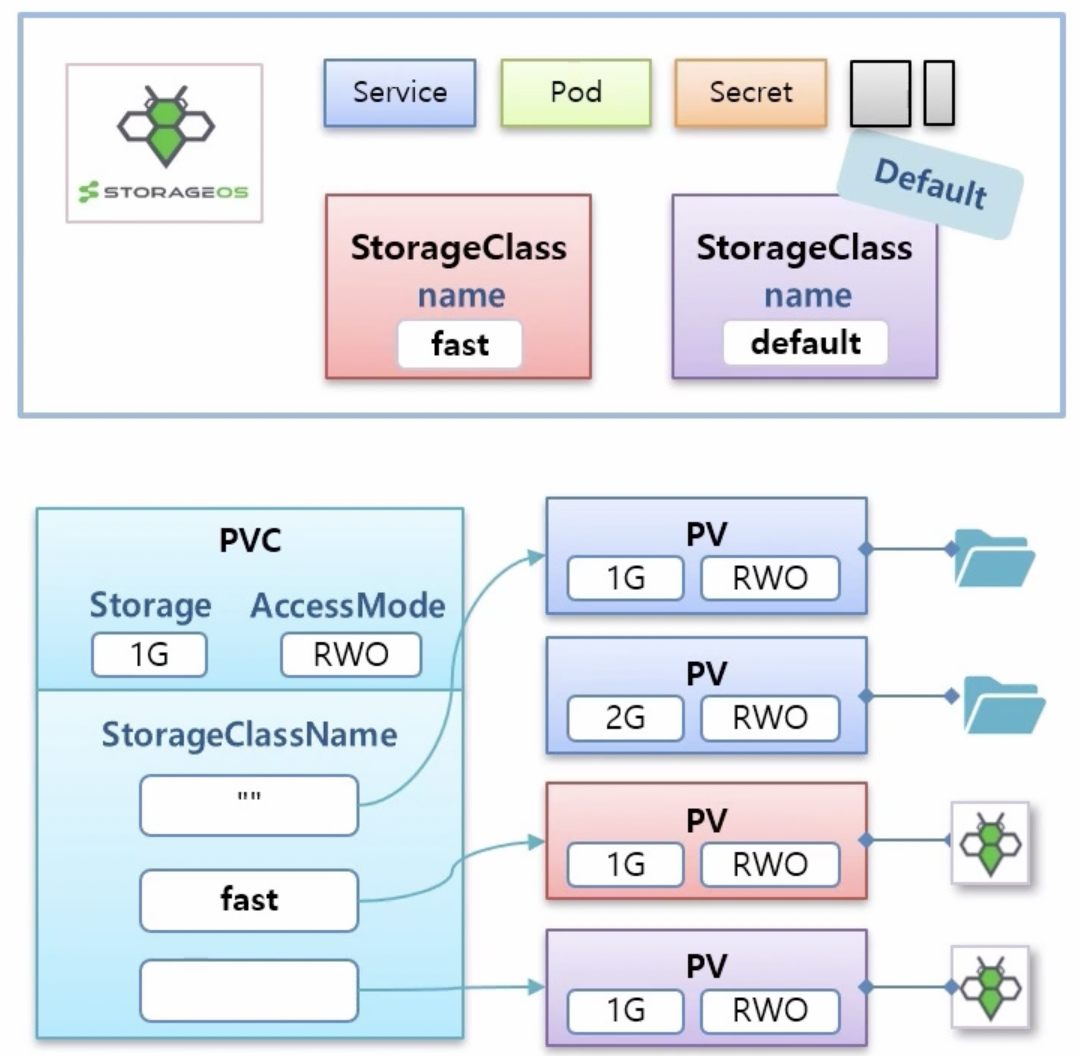 Service
Pod
Secret
STORAGEOS
Default
StorageClass
name
fast
StorageClass
name
default
PVC
Storage
AccessMode
1G
RWO
StorageClassName
""
fast
PV
1G
RWO
PV
2G
RWO
PV
1G
RWO
PV
1G
RWO